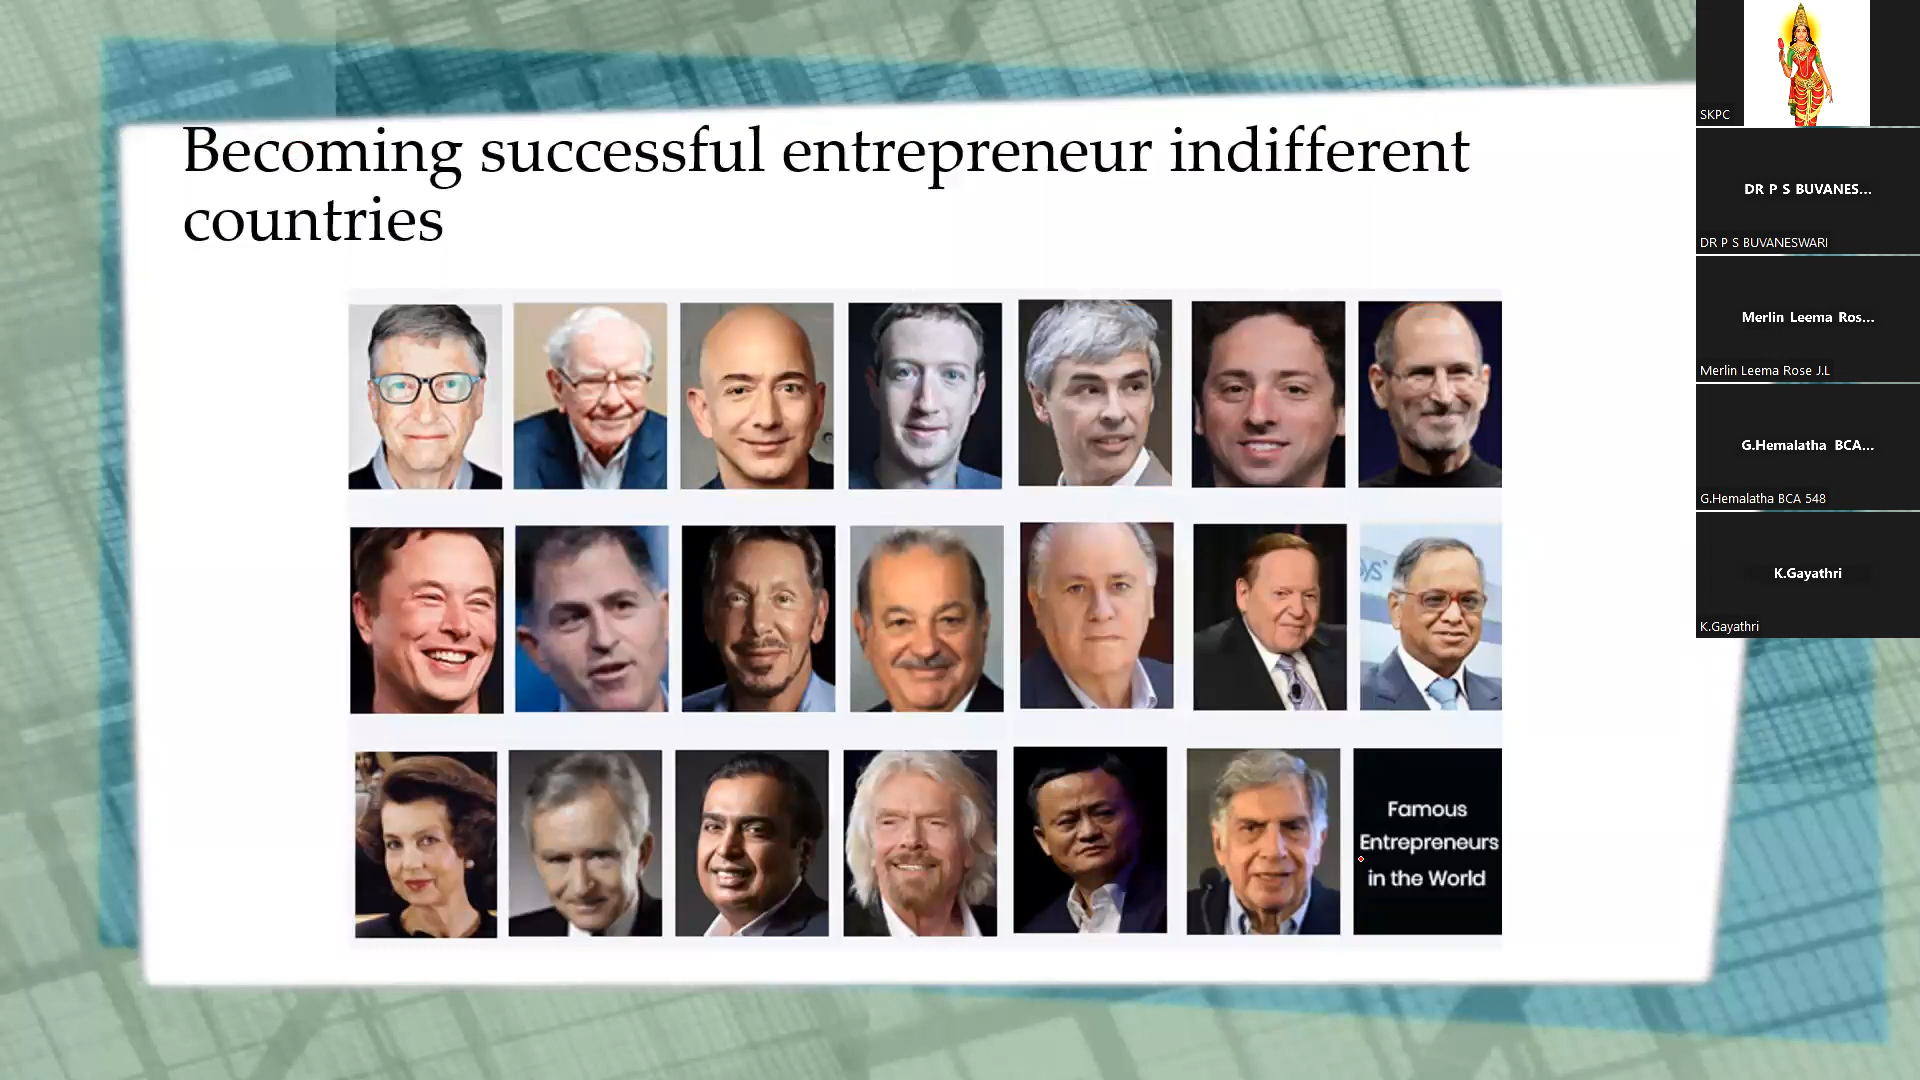 Becoming successful entrepreneur indifferent
countries
ys'
Famous
Entrepreneurs
in the World
SKPC
DR P S BUVANES...
DR P S BUVANESWARI
Merlin Leema Ros...
Merlin Leema Rose J.L
G.Hemalatha BCA...
G.Hemalatha BCA 548
K.Gayathri
K.Gayathri